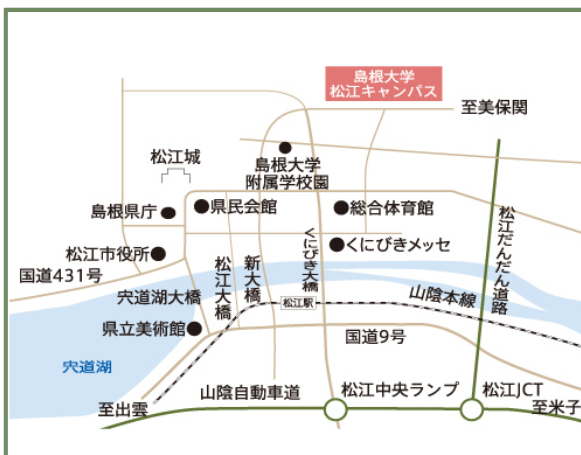 島根大学
松江キャンパス
至美保関
松江城
島根大学
附属学校園
島根県庁
県民会館
総合体育館
松江市役所
くにびきメッセ
国道431号
宍道湖大橋
松江大橋
新大橋
くにびき大橋
松江だんだん道路
山陰本線
松江駅
県立美術館
国道9号
宍道湖
山陰自動車道
松江中央ランプ
松江JCT
至出雲
至米子